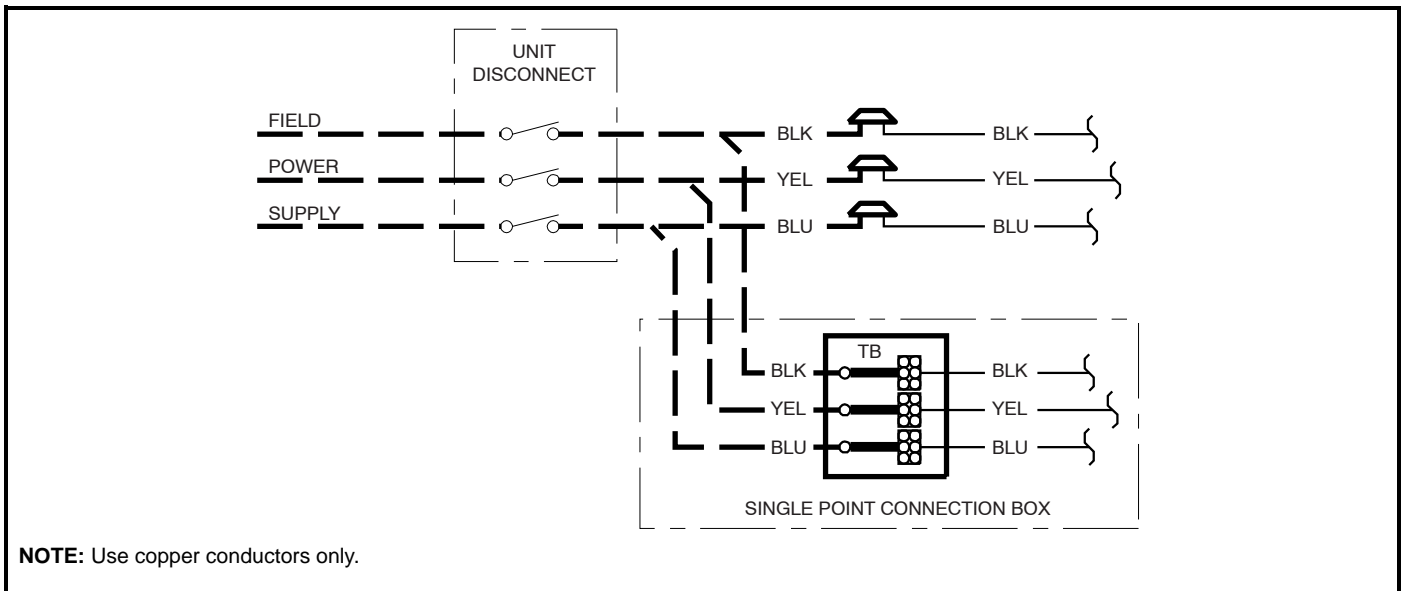 UNIT
DISCONNECT
FIELD
BLK BLK
POWER
YEL YEL
SUPPLY
BLU BLU
TB
BLK BLK
YEL YEL
BLU BLU
SINGLE POINT CONNECTION BOX
NOTE: Use copper conductors only.